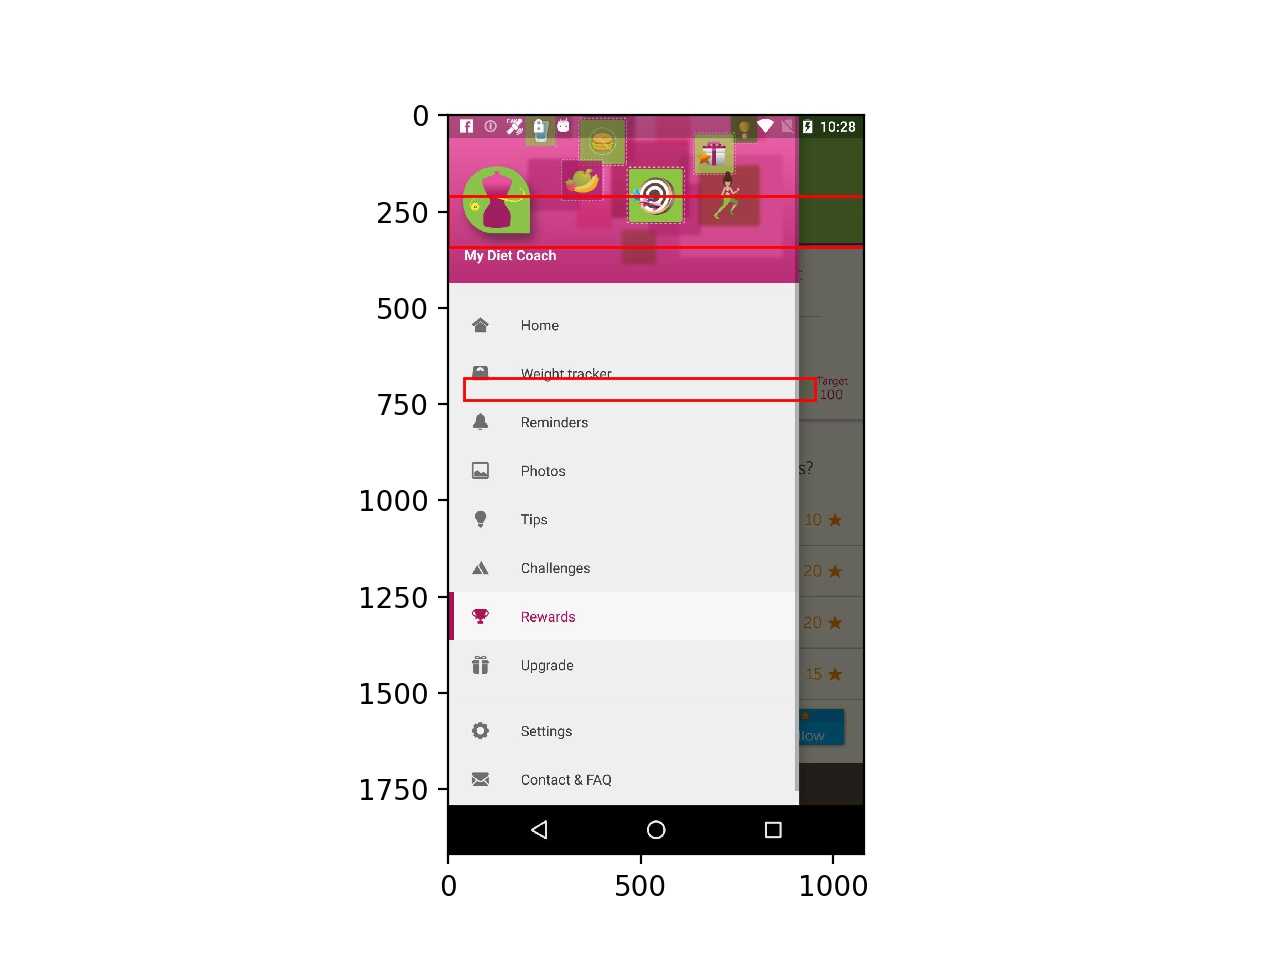 0
250
500
750
1000
1250
1500
1750
0
500
1000
10:28
My Diet Coach
Home
Weight tracker
Target
100
Reminders
Photos
s?
Tips
10
Challenges
20
Rewards
20
Upgrade
15
Settings
llow
Contact & FAQ